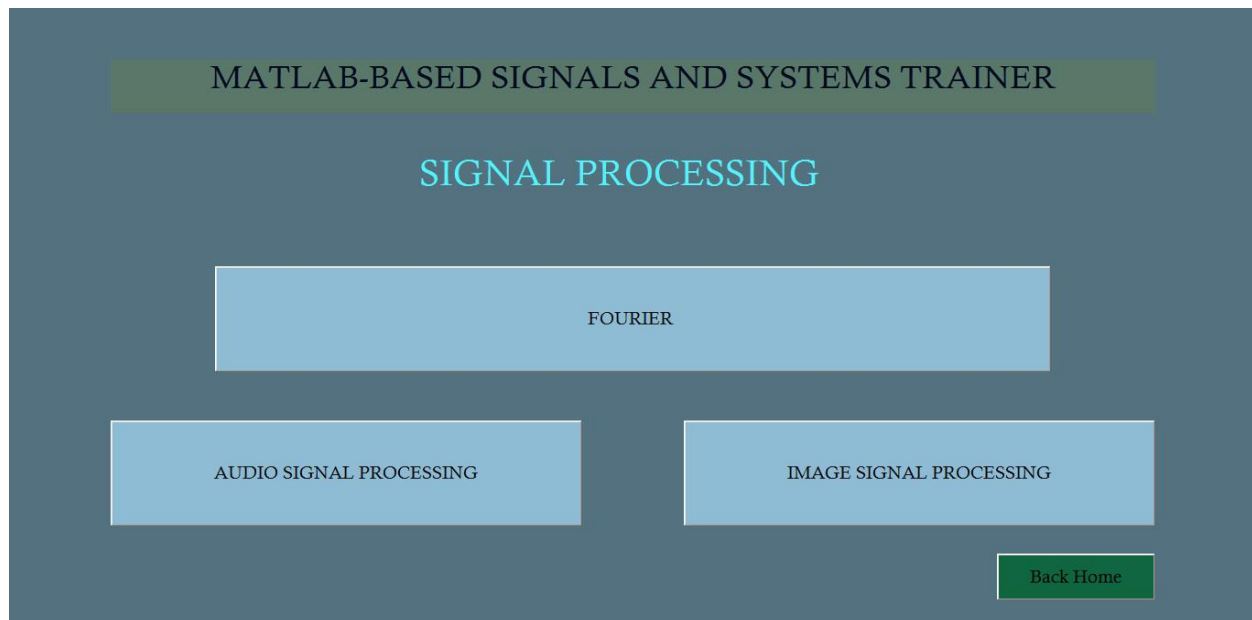 MATLAB-BASED SIGNALS AND SYSTEMS TRAINER
SIGNAL PROCESSING
FOURIER
AUDIO SIGNAL PROCESSING
IMAGE SIGNAL PROCESSING
Back Home